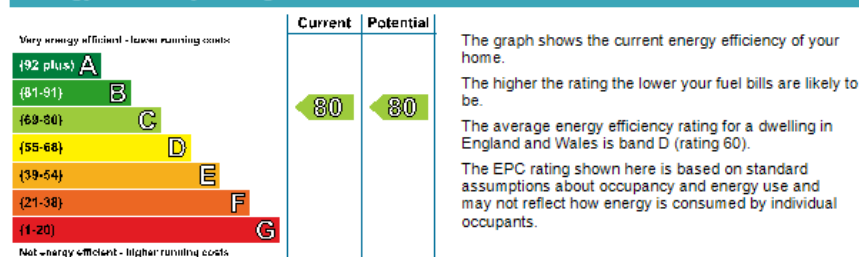 Current Potential
Very energy efficient - lower running costs
(92 plus) A
(81-91) B
(69-80) C
(55-68) D
(39-54) E
(21-38) F
(1-20) G
Not energy efficient - higher running costs
80 80
The graph shows the current energy efficiency of your
home.
The higher the rating the lower your fuel bills are likely to
be.
The average energy efficiency rating for a dwelling in
England and Wales is band D (rating 60).
The EPC rating shown here is based on standard
assumptions about occupancy and energy use and
may not reflect how energy is consumed by individual
occupants.